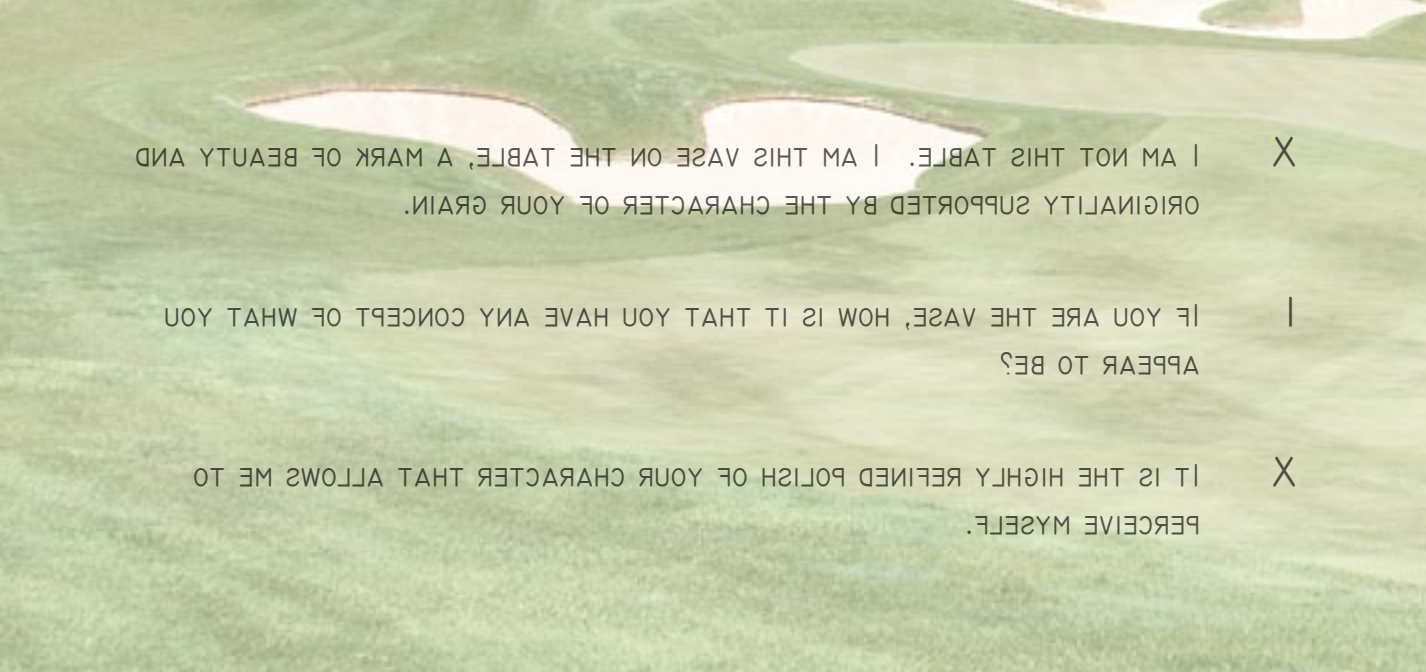 X I AM NOT THIS TABLE. I AM THIS VASE ON THE TABLE, A MARK OF BEAUTY AND
ORIGINALITY SUPPORTED BY THE CHARACTER OF YOUR GRAIN.
I IF YOU ARE THE VASE, HOW IS IT THAT YOU HAVE ANY CONCEPT OF WHAT YOU
APPEAR TO BE?
X IT IS THE HIGHLY REFINED POLISH OF YOUR CHARACTER THAT ALLOWS ME TO
PERCEIVE MYSELF.